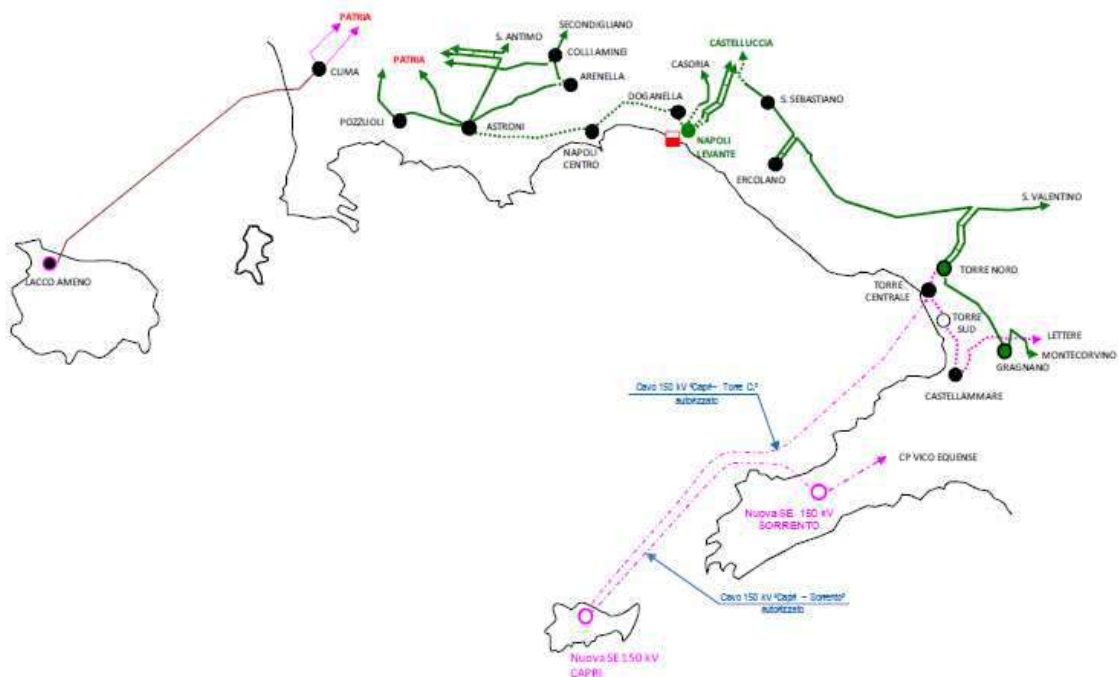 PATRIA
CUMA
LACCO AMENO
S. ANTIMO
SECONDIGLIANO
COLLI AMINEI
PATRIA
ARENELLA
POZZUOLI
ASTRONI
NAPOLI
CENTRO
DOGANELLA
CASORIA
CASTELLUCCIA
S. SEBASTIANO
NAPOLI
LEVANTE
ERCOLANO
S. VALENTINO
TORRE NORD
TORRE
CENTRALE
TORRE
SUD
LETTERE
MONTECORVINO
GRAGNANO
CASTELLAMMARE
Cavo 150 kV "Capri – Torre C."
autorizzato
CP VICO EQUENSE
Nuova SE 150 kV
SORRENTO
Cavo 150 kV "Capri – Sorrento"
autorizzato
Nuova SE 150 kV
CAPRI